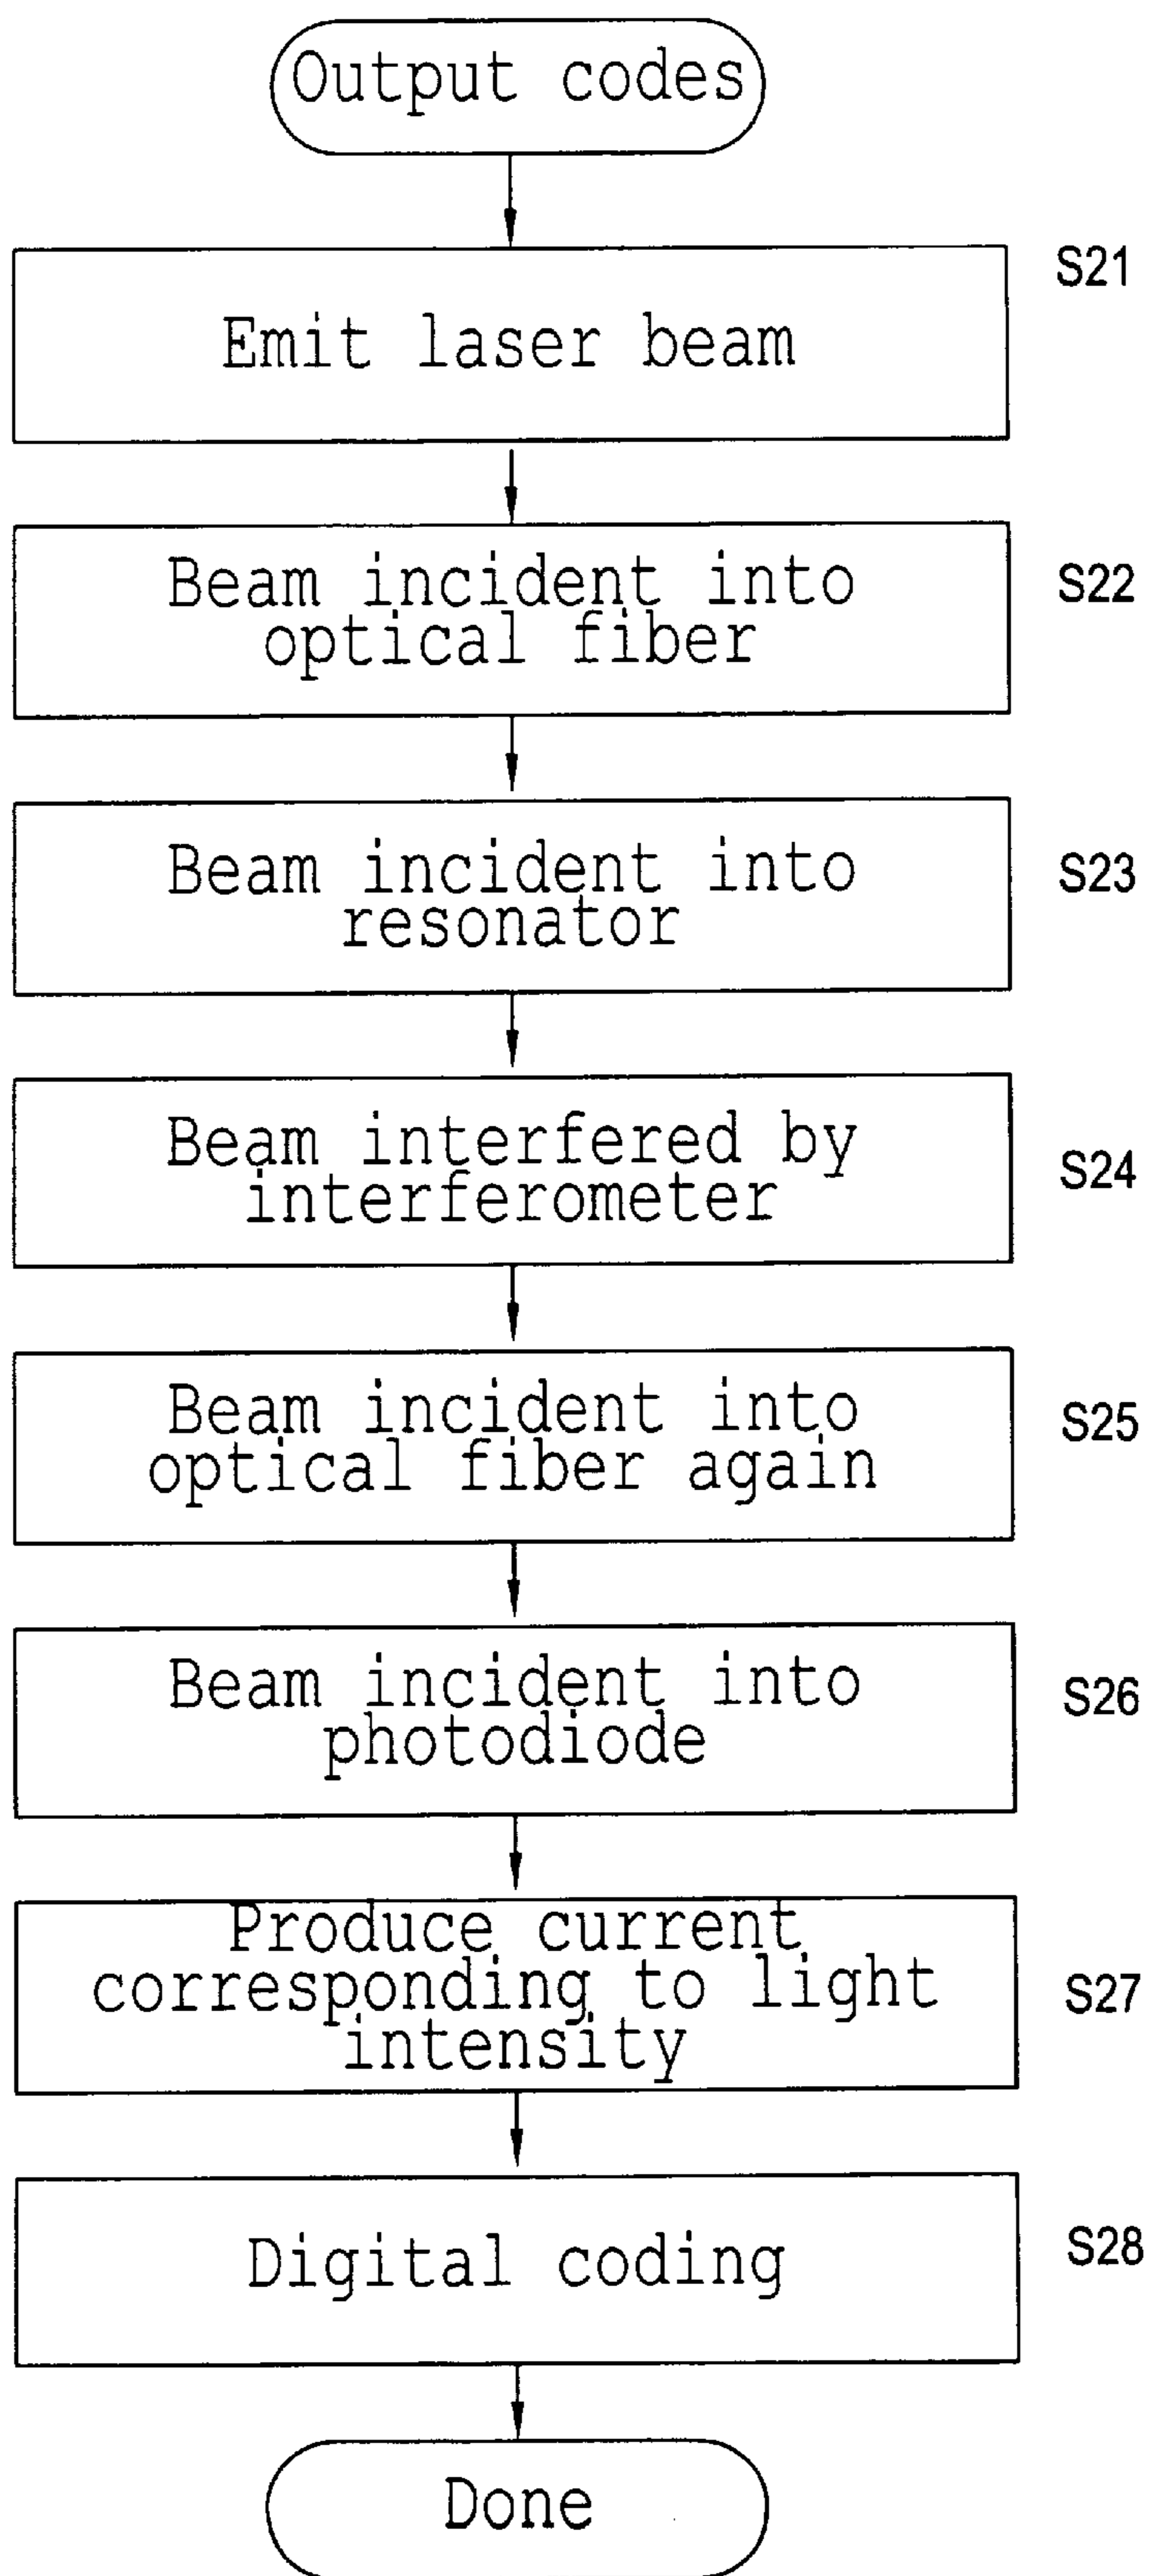 Output codes
S21
Emit laser beam
Beam incident into
S22
optical fiber
Beam incident into
S23
resonator
Beam interfered by
S24
interferometer
Beam incident into
S25
optical fiber again
Beam incident into
S26
photodiode
Produce current
corresponding to light
S27
intensity
Digital coding
S28
Done